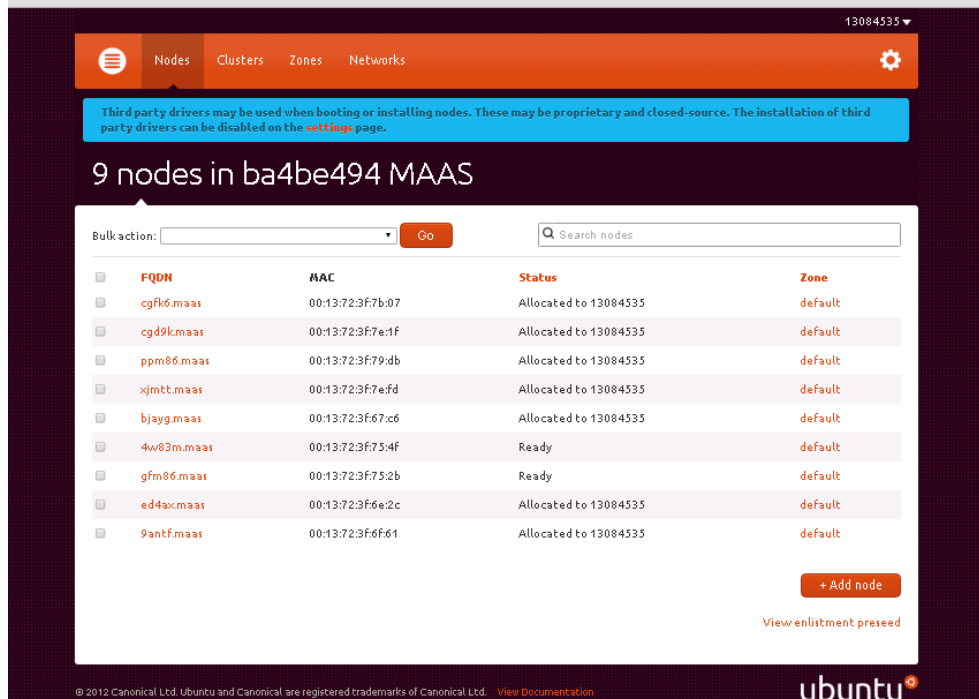 13084535▼
Nodes Clusters Zones Networks
Third party drivers may be used when booting or installing nodes. These may be proprietary and closed-source. The installation of third
party drivers can be disabled on the settings page.
9 nodes in ba4be494 MAAS
Bulk action: Go Search nodes
FQDN MAC Status Zone
cgfk6.maas 00:13:72:3f:7b:07 Allocated to 13084535 default
cgd9k.maas 00:13:72:3f:7e:1f Allocated to 13084535 default
ppm86.maas 00:13:72:3f:79:db Allocated to 13084535 default
xjmtt.maas 00:13:72:3f:7e:fd Allocated to 13084535 default
bjayg.maas 00:13:72:3f:67:c6 Allocated to 13084535 default
4w83m.maas 00:13:72:3f:75:4f Ready default
gfm86.maas 00:13:72:3f:75:2b Ready default
ed4ax.maas 00:13:72:3f:6e:2c Allocated to 13084535 default
9antf.maas 00:13:72:3f:6f:61 Allocated to 13084535 default
+ Add node
View enlistment preseed
© 2012 Canonical Ltd. Ubuntu and Canonical are registered trademarks of Canonical Ltd. View Documentation
ubuntu®